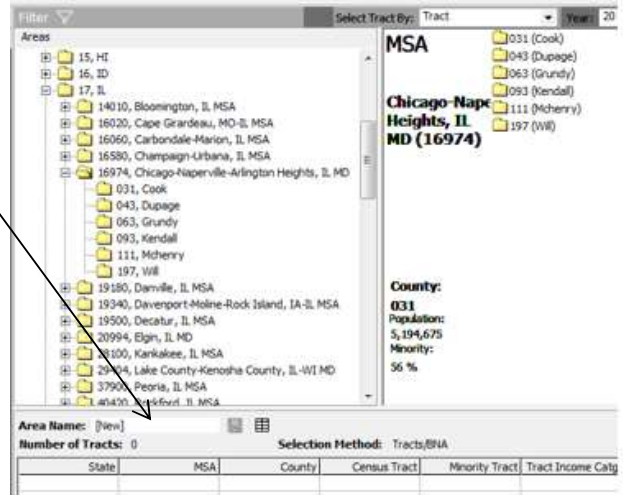 Filter
Select Tract By: Tract
Year: 20
Areas
15, HI
16, ID
17, IL
14010, Bloomington, IL MSA
16020, Cape Girardeau, MO-IL MSA
16060, Carbondale-Marion, IL MSA
16580, Champaign-Urbana, IL MSA
16974, Chicago-Naperville-Arlington Heights, IL MD
031, Cook
043, Dupage
063, Grundy
093, Kendall
111, Mchenry
197, Will
19180, Danville, IL MSA
19340, Davenport-Moline-Rock Island, IA-IL MSA
19500, Decatur, IL MSA
20994, Elgin, IL MD
28100, Kankakee, IL MSA
29404, Lake County-Kenosha County, IL-WI MD
37900, Peoria, IL MSA
40420, Rockford, IL MSA
MSA
Chicago-Nape
Heights, IL
MD (16974)
031 (Cook)
043 (Dupage)
063 (Grundy)
093 (Kendall)
111 (Mchenry)
197 (Will)
County:
031
Population:
5,194,675
Minority:
56 %
Area Name: [New]
Number of Tracts: 0
Selection Method: Tracts/BNA
State MSA County Census Tract Minority Tract Tract Income Catg